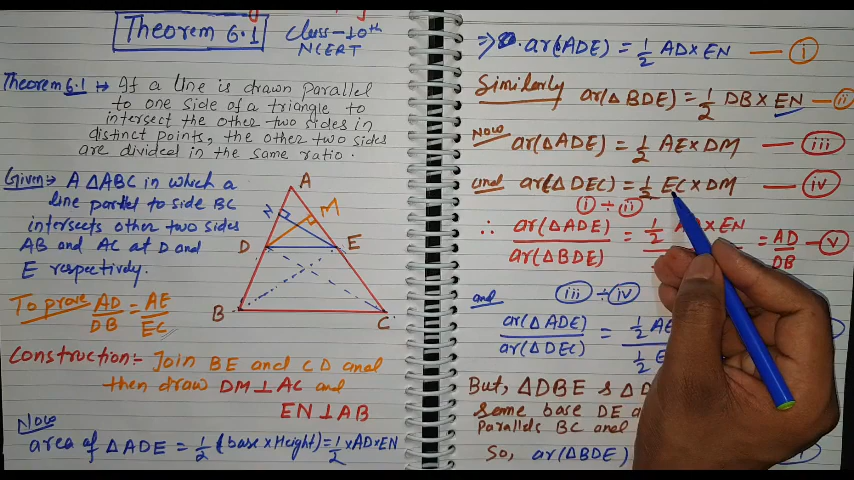 Theorem 6.1
Class-10th
NCERT
Theorem 6.1 → If a line is drawn parallel
to one side of a triangle to
intersect the other two sides in
distinct points, the other two sides
are divided in the same ratio.
Given:- A ΔABC in which a
line parallel to side BC
intersects other two sides
AB and AC at D and
E respectively.
A
N
M
D
E
B
C
To prove AD/DB = AE/EC
Construction:- Join BE and CD and
then draw DM⊥AC and
EN⊥AB
Now
area of ΔADE = 1/2 (base×Height) = 1/2 × AD×EN
⇒ ar(ADE) = 1/2 AD×EN — (i)
Similarly ar(ΔBDE) = 1/2 DB×EN — (ii)
Now ar(ΔADE) = 1/2 AE×DM — (iii)
and ar(ΔDEC) = 1/2 EC×DM — (iv)
(i) ÷ (ii)
∴ ar(ΔADE)/ar(ΔBDE) = 1/2 AD×EN = AD/DB — (v)
and (iii) ÷ (iv)
ar(ΔADE)/ar(ΔDEC) = 1/2 AE / 1/2 E
But, ΔDBE & ΔD
same base DE a
Parallels BC and
So, ar(ΔBDE)